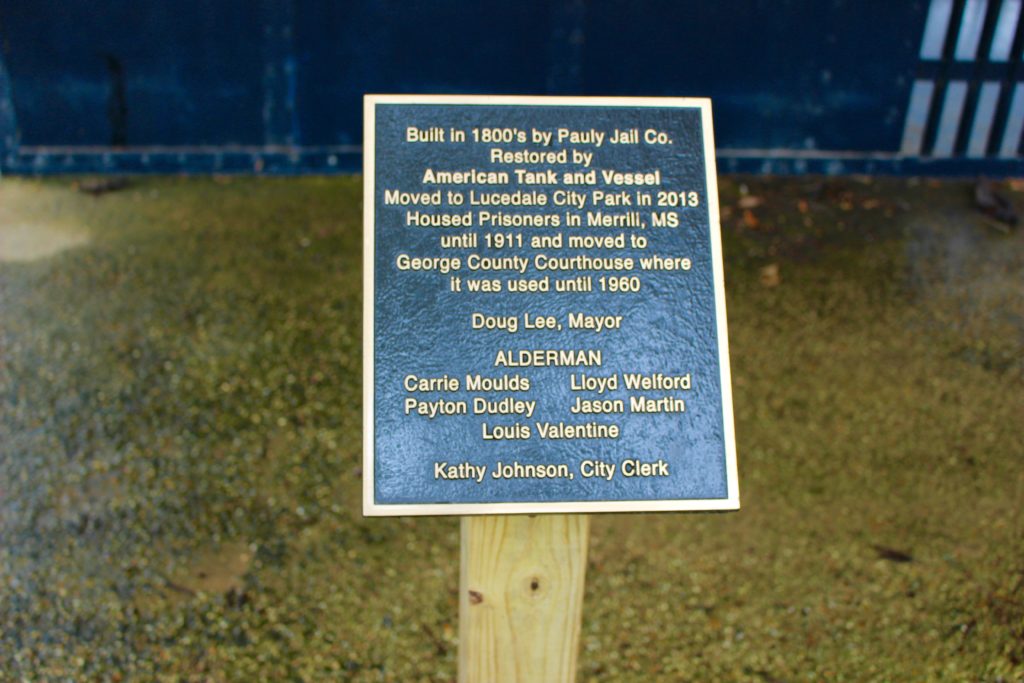 Built in 1800's by Pauly Jail Co.
Restored by
American Tank and Vessel
Moved to Lucedale City Park in 2013
Housed Prisoners in Merrill, MS
until 1911 and moved to
George County Courthouse where
it was used until 1960
Doug Lee, Mayor
ALDERMAN
Carrie Moulds Lloyd Welford
Payton Dudley Jason Martin
Louis Valentine
Kathy Johnson, City Clerk